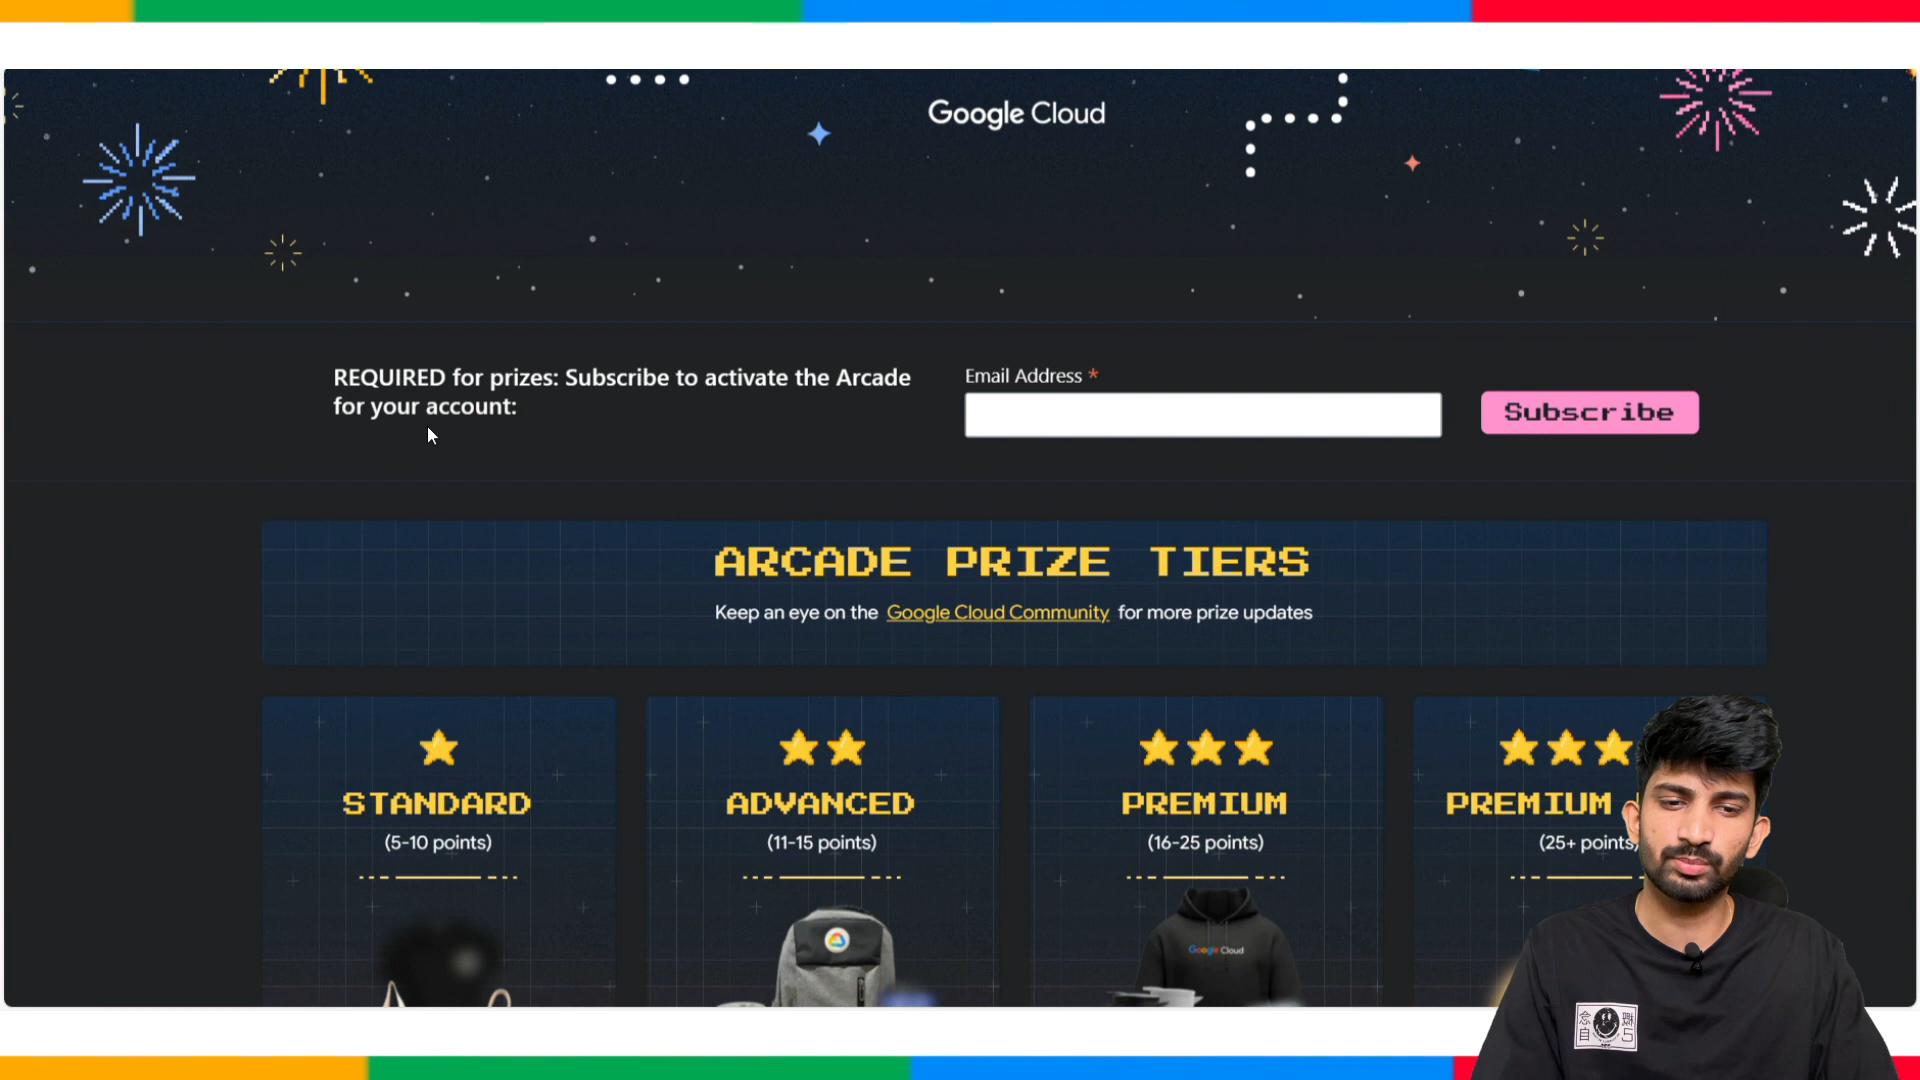 Google Cloud
REQUIRED for prizes: Subscribe to activate the Arcade
for your account:
Email Address *
Subscribe
ARCADE PRIZE TIERS
Keep an eye on the Google Cloud Community for more prize updates
STANDARD
(5-10 points)
ADVANCED
(11-15 points)
PREMIUM
(16-25 points)
PREMIUM
(25+ points)
Google Cloud